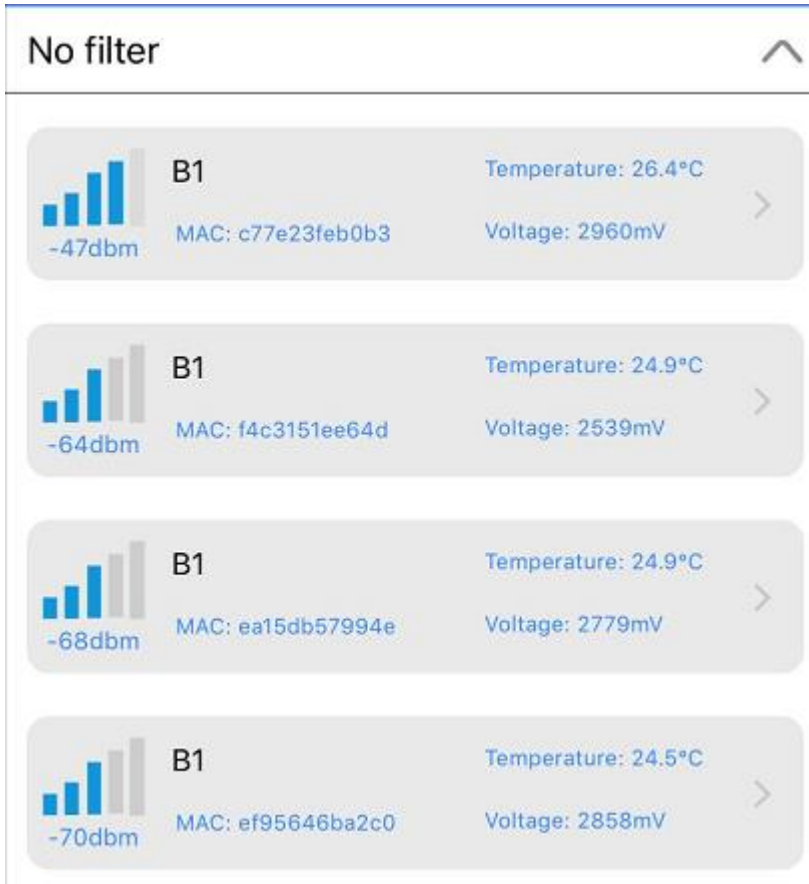 No filter
B1
Temperature: 26.4°C
-47dbm
MAC: c77e23feb0b3
Voltage: 2960mV
B1
Temperature: 24.9°C
-64dbm
MAC: f4c3151ee64d
Voltage: 2539mV
B1
Temperature: 24.9°C
-68dbm
MAC: ea15db57994e
Voltage: 2779mV
B1
Temperature: 24.5°C
-70dbm
MAC: ef95646ba2c0
Voltage: 2858mV